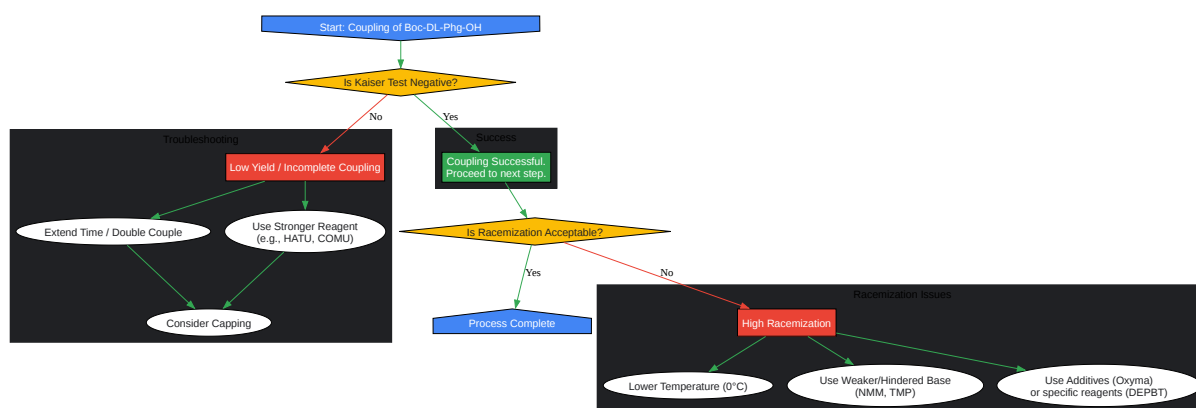 Start: Coupling of Boc-DL-Phg-OH
Is Kaiser Test Negative?
No
Yes
Troubleshooting
Low Yield / Incomplete Coupling
Extend Time / Double Couple
Use Stronger Reagent
(e.g., HATU, COMU)
Consider Capping
Success
Coupling Successful.
Proceed to next step.
Is Racemization Acceptable?
Yes
No
Process Complete
Racemization Issues
High Racemization
Lower Temperature (0°C)
Use Weaker/Hindered Base
(NMM, TMP)
Use Additives (Oxyma)
or specific reagents (DEPBT)